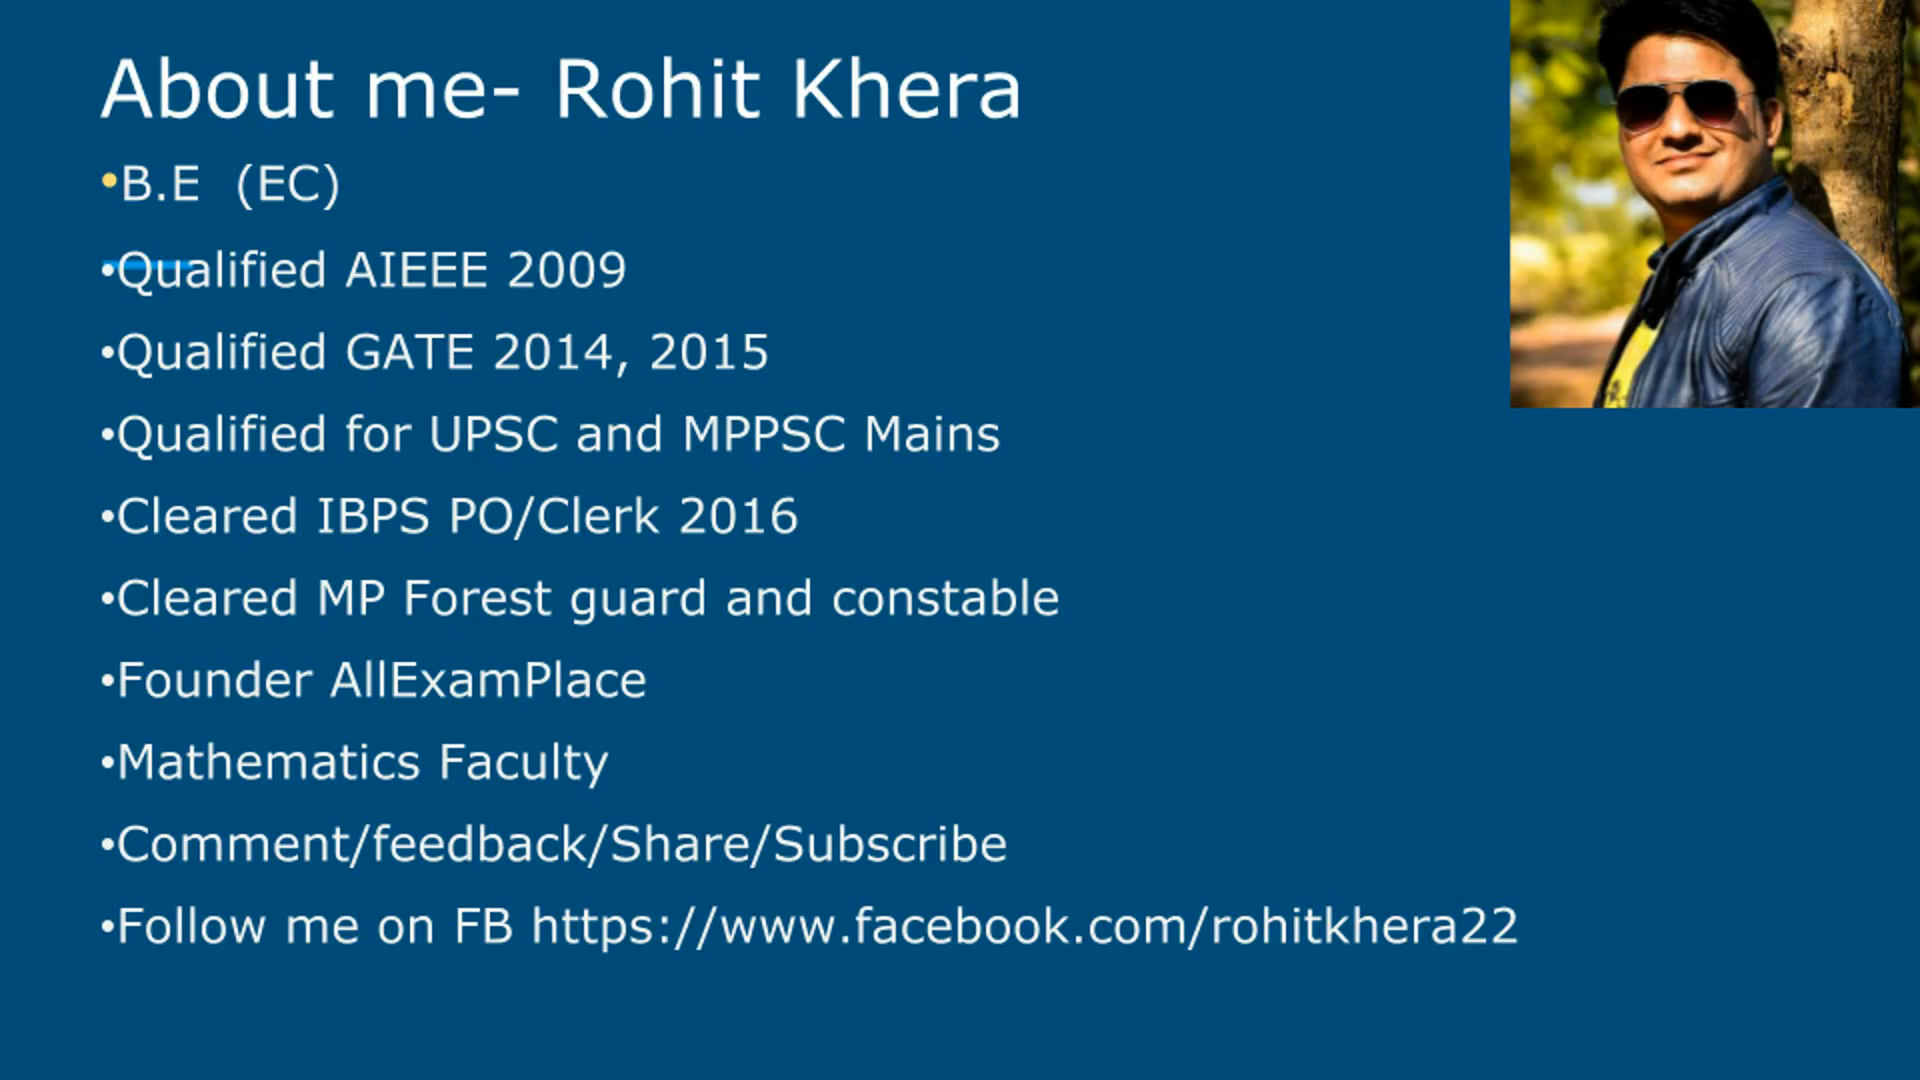 About me- Rohit Khera
•B.E (EC)
•Qualified AIEEE 2009
•Qualified GATE 2014, 2015
•Qualified for UPSC and MPPSC Mains
•Cleared IBPS PO/Clerk 2016
•Cleared MP Forest guard and constable
•Founder AllExamPlace
•Mathematics Faculty
•Comment/feedback/Share/Subscribe
•Follow me on FB https://www.facebook.com/rohitkhera22